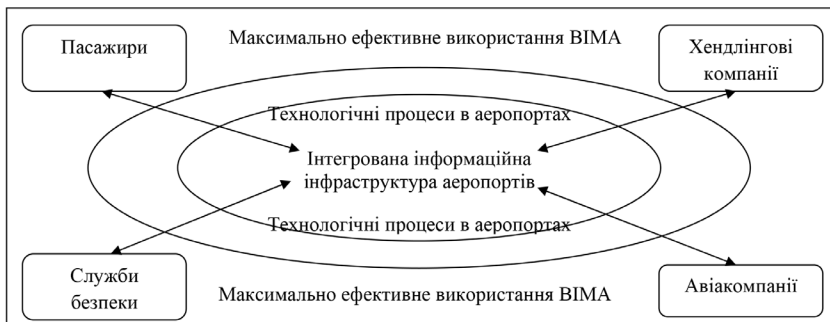 Пасажири
Максимально ефективне використання ВІМА
Хендлінгові
компанії
Технологічні процеси в аеропортах
Інтегрована інформаційна
інфраструктура аеропортів
Технологічні процеси в аеропортах
Служби
безпеки
Максимально ефективне використання ВІМА
Авіакомпанії